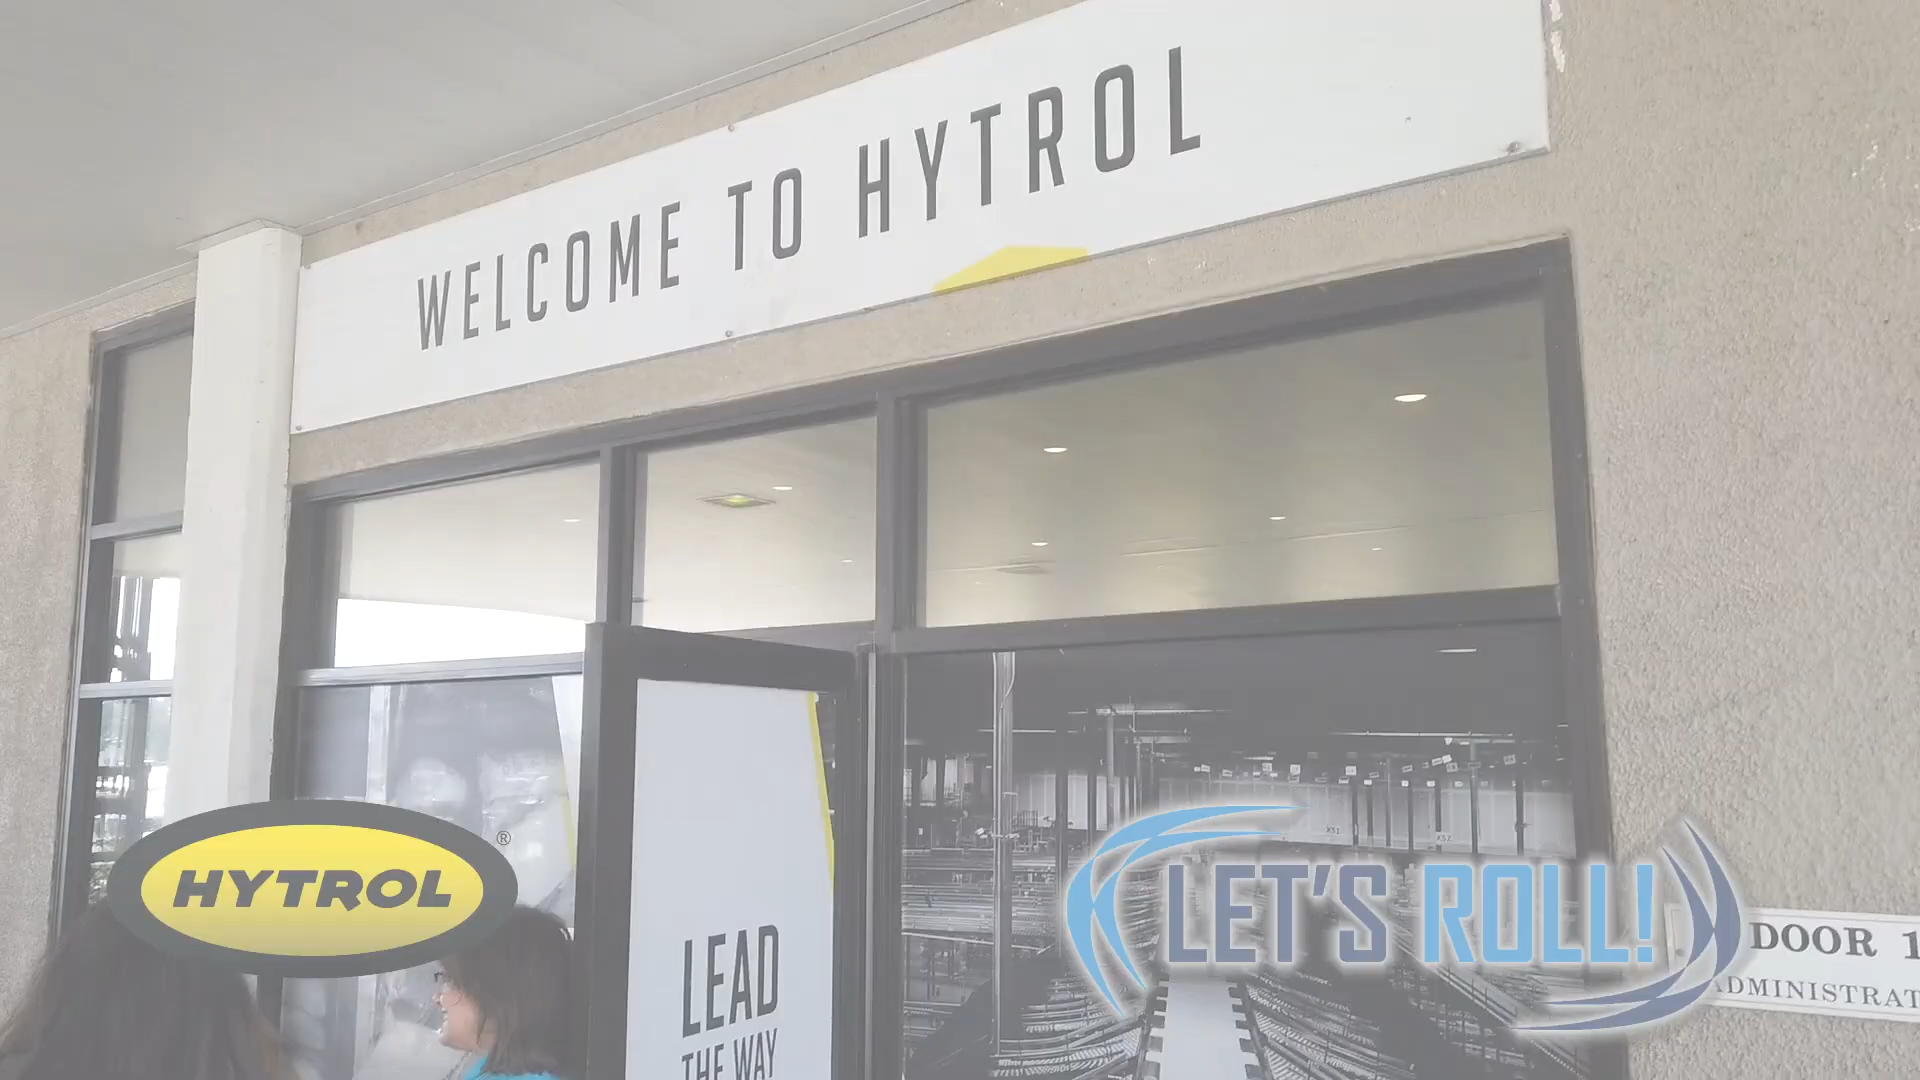 WELCOME TO HYTROL
HYTROL ®
LET'S ROLL!
DOOR 1
ADMINISTRAT
LEAD
THE WAY